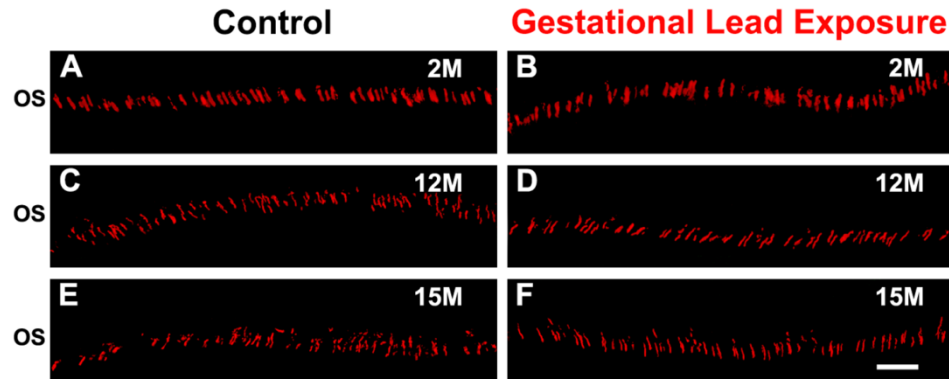 Control Gestational Lead Exposure
OS A 2M B 2M
OS C 12M D 12M
OS E 15M F 15M